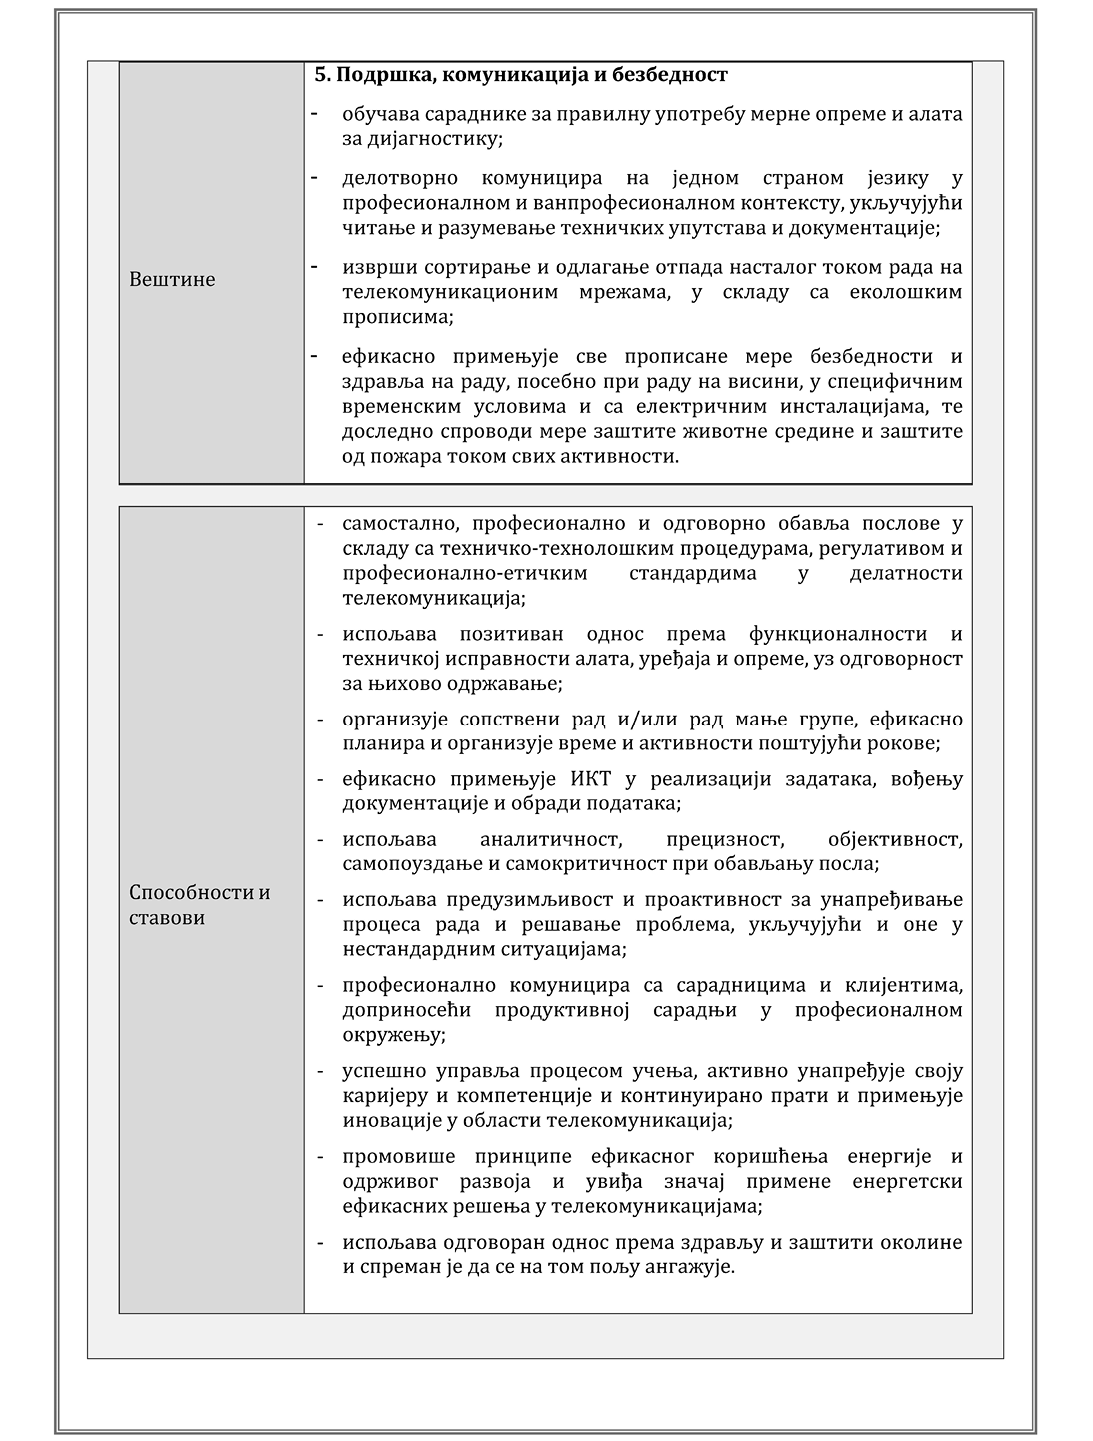 5. Подршка, комуникација и безбедност
- обучава сараднике за правилну употребу мерне опреме и алата
за дијагностику;
- делотворно комуницира на једном страном језику у
професионалном и ванпрофесионалном контексту, укључујући
читање и разумевање техничких упутстава и документације;
Вештине
- изврши сортирање и одлагање отпада насталог током рада на
телекомуникационим мрежама, у складу са еколошким
прописима;
- ефикасно примењује све прописане мере безбедности и
здравља на раду, посебно при раду на висини, у специфичним
временским условима и са електричним инсталацијама, те
доследно спроводи мере заштите животне средине и заштите
од пожара током свих активности.
- самостално, професионално и одговорно обавља послове у
складу са техничко-технолошким процедурама, регулативом и
професионално-етичким стандардима у делатности
телекомуникација;
- испољава позитиван однос према функционалности и
техничкој исправности алата, уређаја и опреме, уз одговорност
за њихово одржавање;
- организује сопствени рад и/или рад мање групе, ефикасно
планира и организује време и активности поштујући рокове;
- ефикасно примењује ИКТ у реализацији задатака, вођењу
документације и обради података;
- испољава аналитичност, прецизност, објективност,
самопоуздање и самокритичност при обављању посла;
Способности и
ставови
- испољава предузимљивост и проактивност за унапређивање
процеса рада и решавање проблема, укључујући и оне у
нестандардним ситуацијама;
- професионално комуницира са сарадницима и клијентима,
доприносећи продуктивној сарадњи у професионалном
окружењу;
- успешно управља процесом учења, активно унапређује своју
каријеру и компетенције и континуирано прати и примењује
иновације у области телекомуникација;
- промовише принципе ефикасног коришћења енергије и
одрживог развоја и увиђа значај примене енергетски
ефикасних решења у телекомуникацијама;
- испољава одговоран однос према здрављу и заштити околине
и спреман је да се на том пољу ангажује.